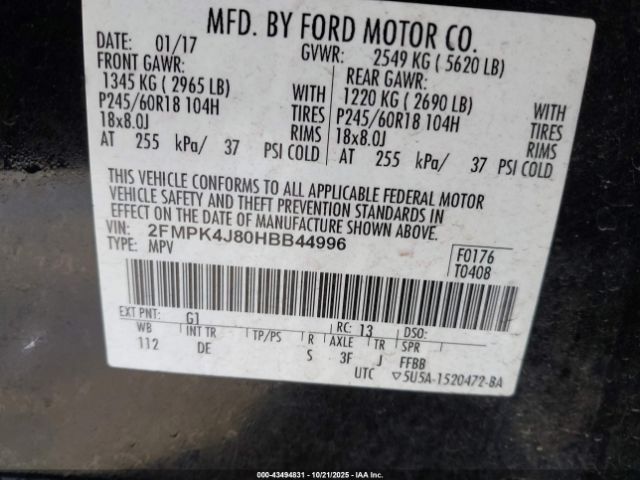 MFD. BY FORD MOTOR CO.
DATE: 01/17 GVWR: 2549 KG ( 5620 LB)
FRONT GAWR: REAR GAWR:
1345 KG ( 2965 LB) WITH 1220 KG ( 2690 LB) WITH
P245/60R18 104H TIRES P245/60R18 104H TIRES
18x8.0J RIMS 18x8.0J RIMS
AT 255 kPa/ 37 PSI COLD AT 255 kPa/ 37 PSI COLD
THIS VEHICLE CONFORMS TO ALL APPLICABLE FEDERAL MOTOR
VEHICLE SAFETY AND THEFT PREVENTION STANDARDS IN
EFFECT ON THE DATE OF MANUFACTURE SHOWN ABOVE.
VIN: 2FMPK4J80HBB44996
TYPE: MPV
F0176
T0408
EXT PNT: G1 RC: 13 DSO:
WB INT TR TP/PS R AXLE TR SPR
112 DE S 3F J FFBB
UTC ▽5U5A-1520472-BA
000-43494831 - 10/21/2025 - IAAI, Inc.